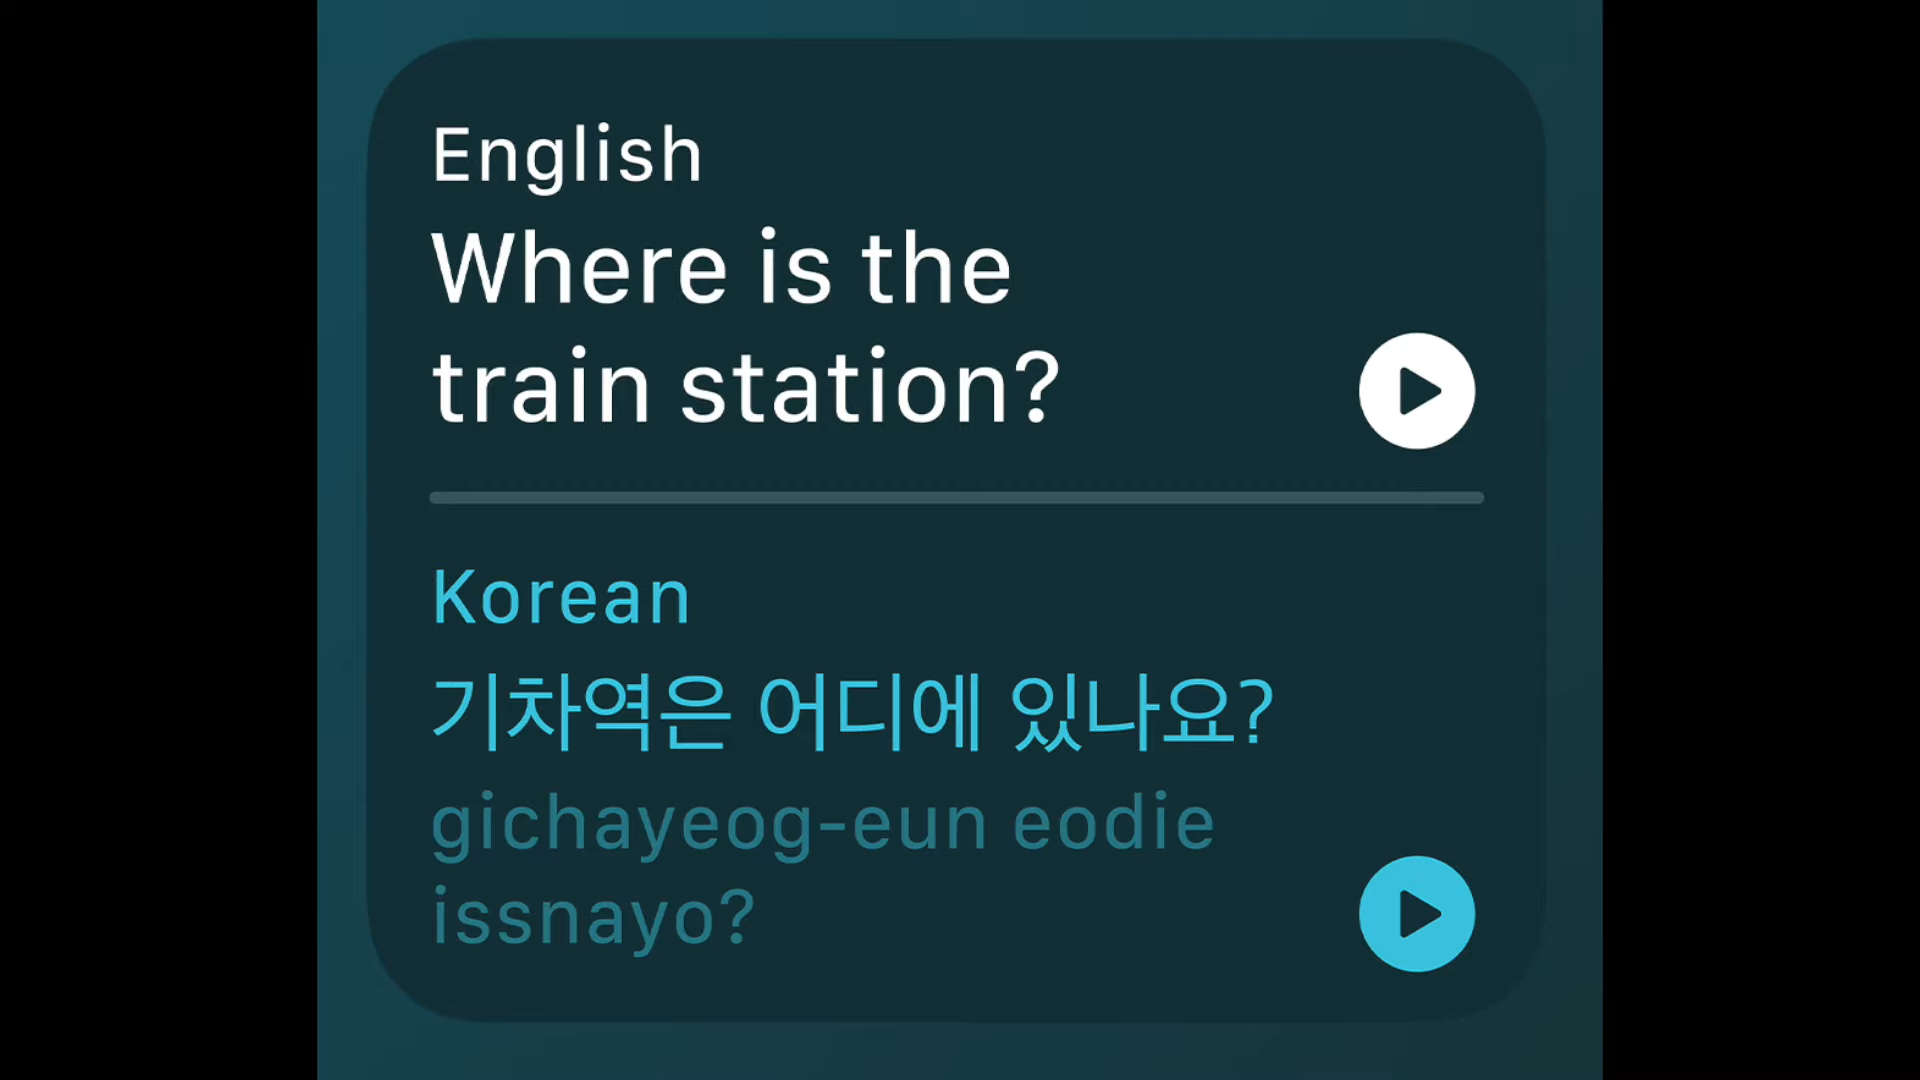 English
Where is the
train station?
Korean
기차역은 어디에 있나요?
gichayeog-eun eodie
issnayo?